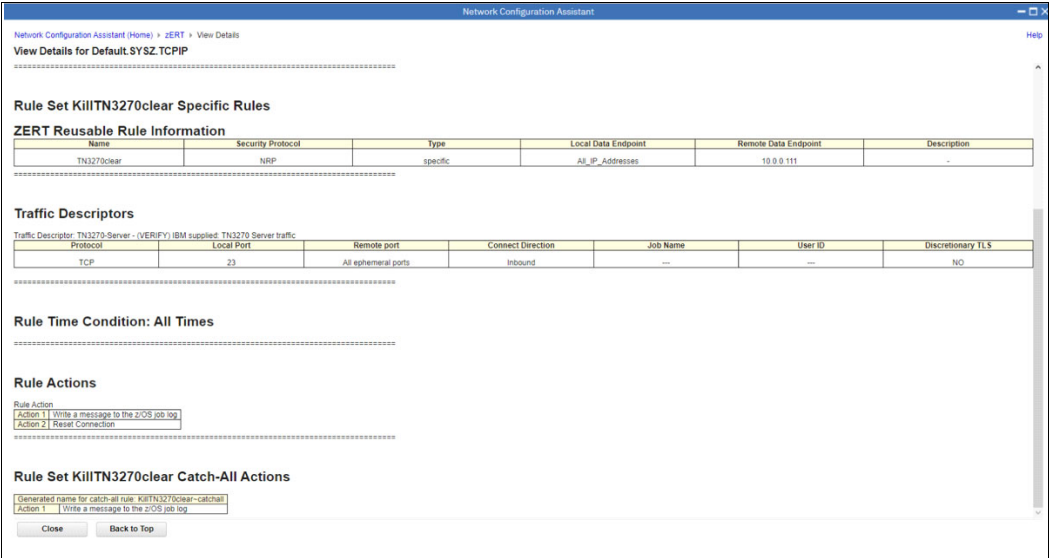 Network Configuration Assistant
Network Configuration Assistant (Home) ▸ zERT ▸ View Details Help
View Details for Default.SYSZ.TCPIP
=====================================================================================
Rule Set KillTN3270clear Specific Rules
ZERT Reusable Rule Information
Name Security Protocol Type Local Data Endpoint Remote Data Endpoint Description
TN3270clear NRP specific All_IP_Addresses 10.0.0.111 -
=====================================================================================
Traffic Descriptors
Traffic Descriptor: TN3270-Server - (VERIFY) IBM supplied: TN3270 Server traffic
Protocol Local Port Remote port Connect Direction Job Name User ID Discretionary TLS
TCP 23 All ephemeral ports Inbound --- --- NO
=====================================================================================
Rule Time Condition: All Times
=====================================================================================
Rule Actions
Rule Action
Action 1 Write a message to the z/OS job log
Action 2 Reset Connection
=====================================================================================
Rule Set KillTN3270clear Catch-All Actions
Generated name for catch-all rule: KillTN3270clear~catchall
Action 1 Write a message to the z/OS job log
Close Back to Top